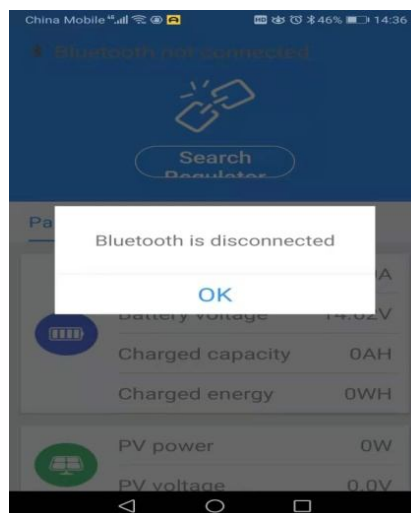 China Mobile 46% 14:36
Bluetooth not connected
Search
Regulator
Pa
Bluetooth is disconnected
A
OK
Battery voltage 14.02V
Charged capacity 0AH
Charged energy 0WH
PV power 0W
PV voltage 0.0V